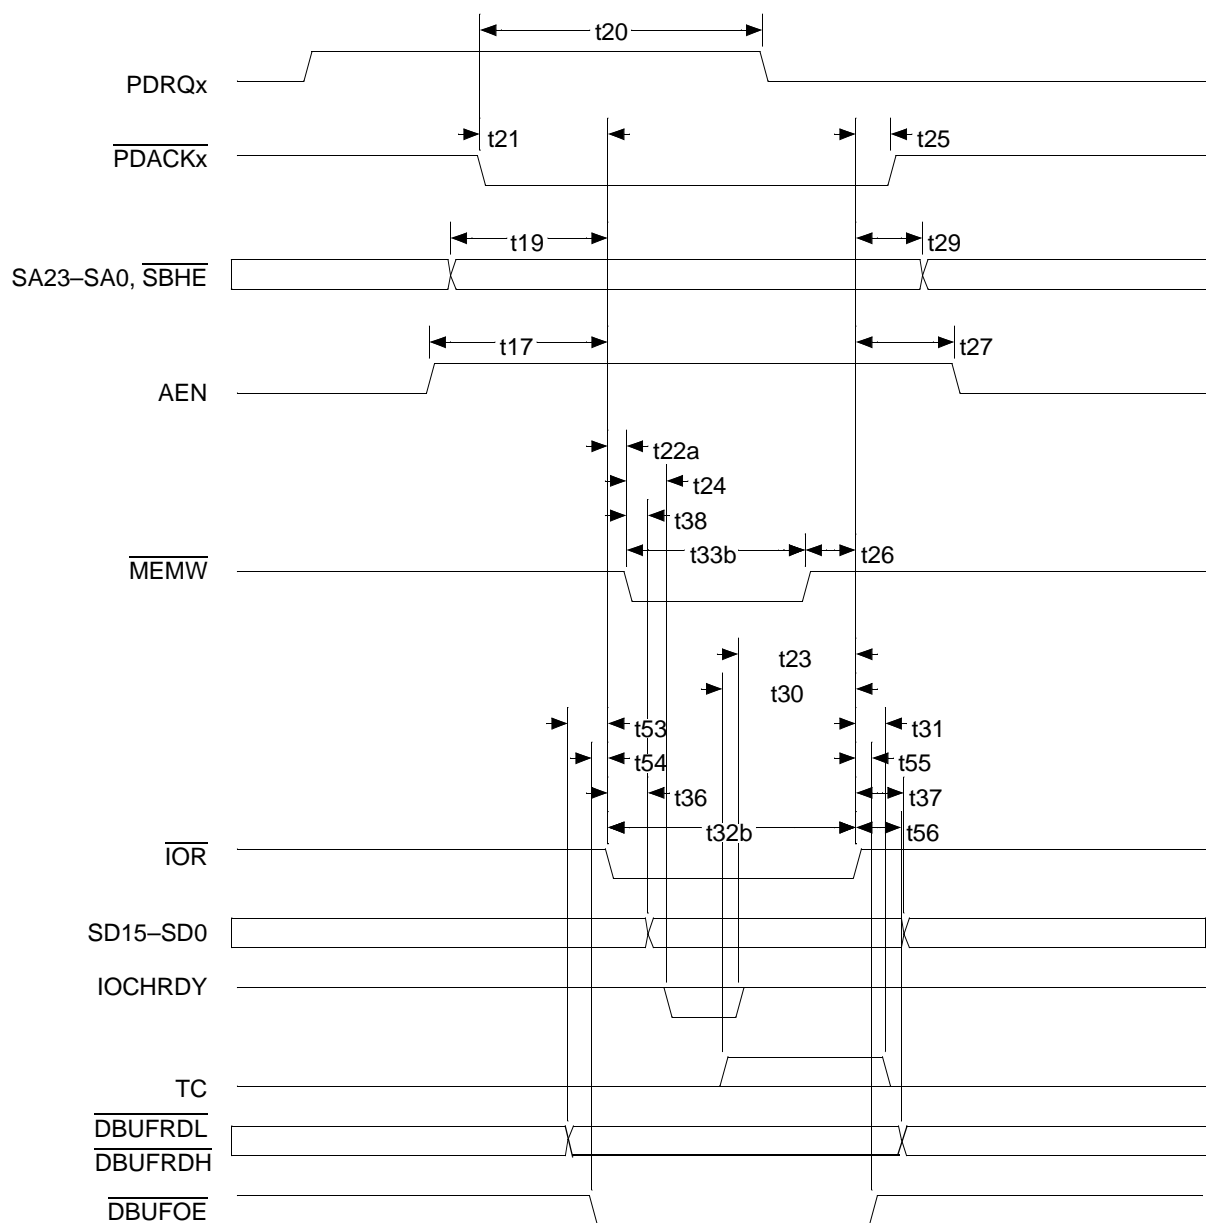 t20
PDRQx
t21
t25
PDACKx
t19
t29
SA23–SA0, SBHE
t17
t27
AEN
t22a
t24
t38
t33b
t26
MEMW
t23
t30
t53
t31
t54
t55
t36
t37
t32b
t56
IOR
SD15–SD0
IOCHRDY
TC
DBUFRDL
DBUFRDH
DBUFOE